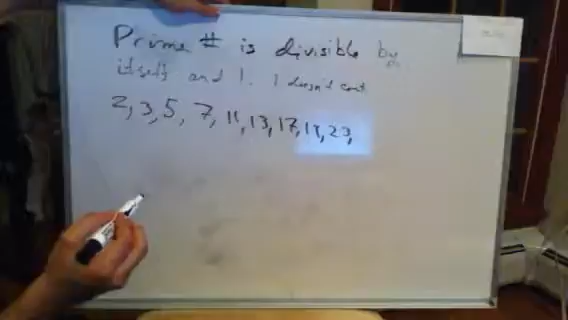 Prime # is divisible by
itself and 1. 1 doesn't count
2, 3, 5, 7, 11, 13, 17, 19, 23,